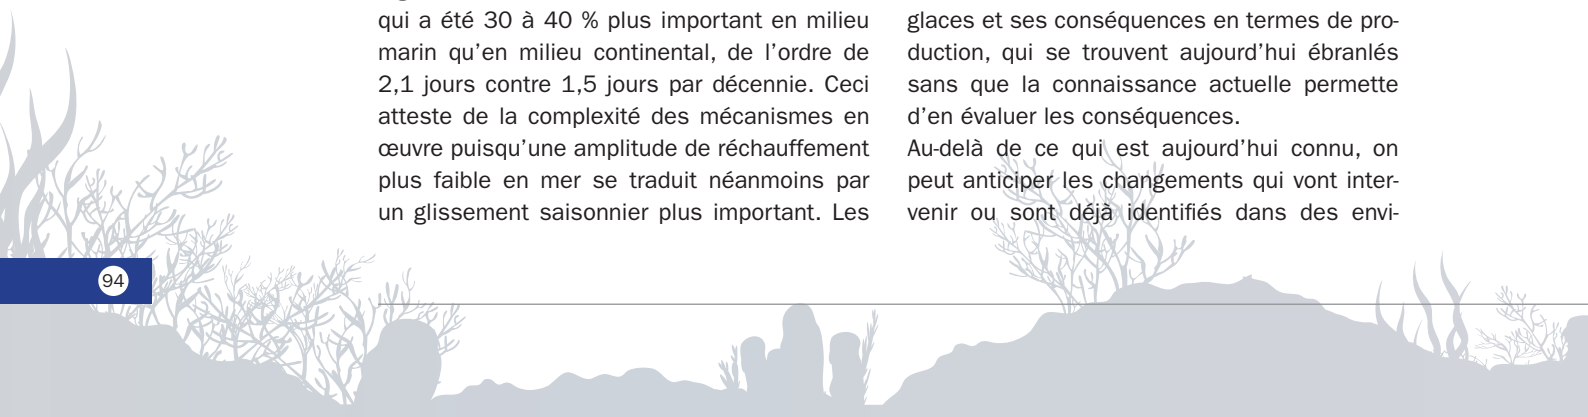 qui a été 30 à 40 % plus important en milieu
marin qu’en milieu continental, de l’ordre de
2,1 jours contre 1,5 jours par décennie. Ceci
atteste de la complexité des mécanismes en
œuvre puisqu’une amplitude de réchauffement
plus faible en mer se traduit néanmoins par
un glissement saisonnier plus important. Les
glaces et ses conséquences en termes de pro-
duction, qui se trouvent aujourd’hui ébranlés
sans que la connaissance actuelle permette
d’en évaluer les conséquences.
Au-delà de ce qui est aujourd’hui connu, on
peut anticiper les changements qui vont inter-
venir ou sont déjà identifiés dans des envi-
94